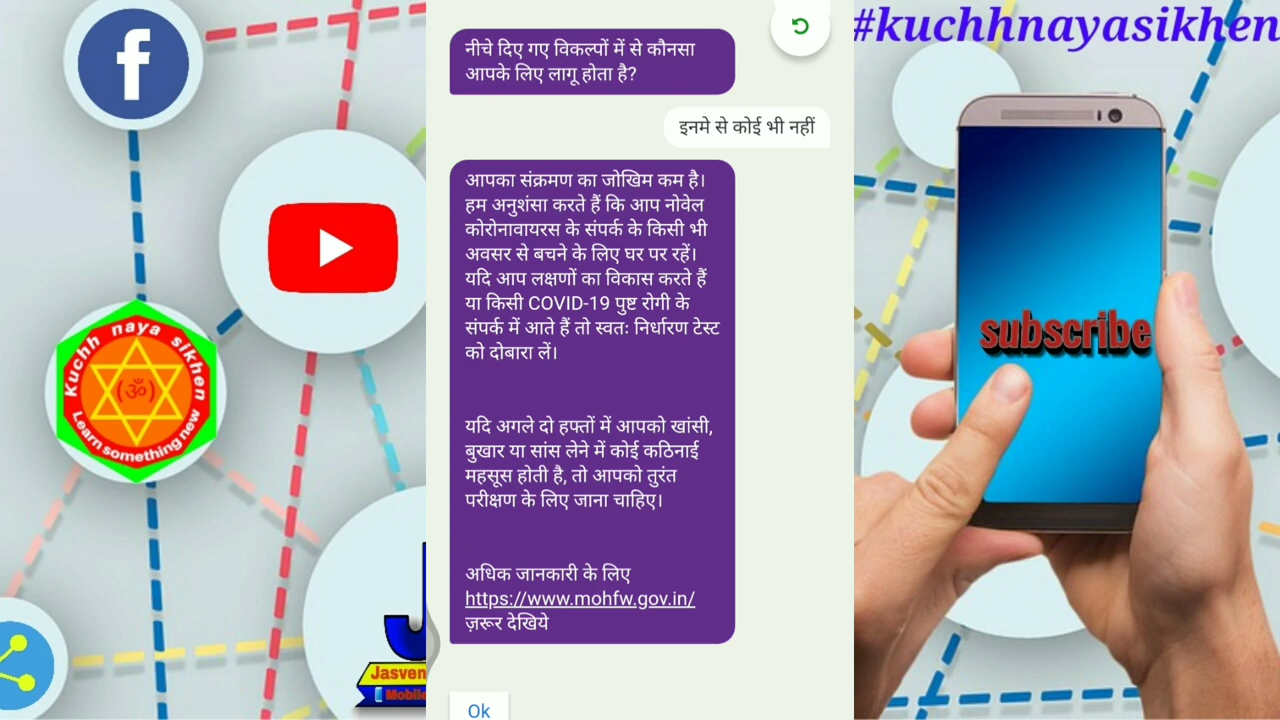 #kuchhnayasikhen
f
Kuchh naya sikhen
(ॐ)
Learn something new
Jasven
Mobile
नीचे दिए गए विकल्पों में से कौनसा
आपके लिए लागू होता है?
इनमे से कोई भी नहीं
आपका संक्रमण का जोखिम कम है।
हम अनुशंसा करते हैं कि आप नोवेल
कोरोनावायरस के संपर्क के किसी भी
अवसर से बचने के लिए घर पर रहें।
यदि आप लक्षणों का विकास करते हैं
या किसी COVID-19 पुष्ट रोगी के
संपर्क में आते हैं तो स्वतः निर्धारण टेस्ट
को दोबारा लें।
यदि अगले दो हफ्तों में आपको खांसी,
बुखार या सांस लेने में कोई कठिनाई
महसूस होती है, तो आपको तुरंत
परीक्षण के लिए जाना चाहिए।
अधिक जानकारी के लिए
https://www.mohfw.gov.in/
ज़रूर देखिये
Ok
subscribe